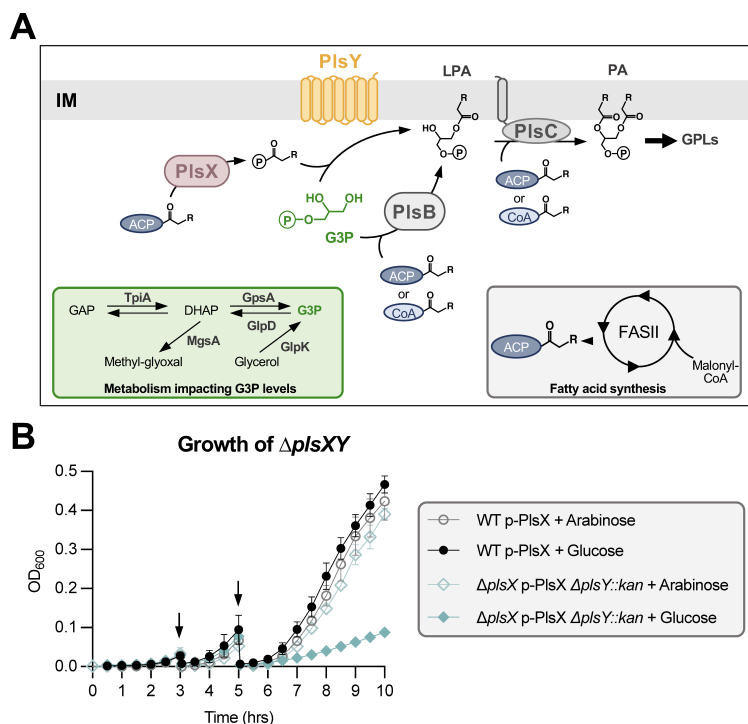 A
PlsY
LPA
PA
IM
R
HO
O
O
P
R
R
O
O
O
O
O
P
PlsC
GPLs
PlsX
O
P
R
HO
OH
P
O
G3P
PlsB
ACP
O
R
or
CoA
O
R
ACP
O
R
ACP
O
R
or
CoA
O
R
GAP
TpiA
DHAP
GpsA
G3P
GlpD
MgsA
GlpK
Methyl-glyoxal
Glycerol
Metabolism impacting G3P levels
ACP
O
R
FASII
Malonyl-
CoA
Fatty acid synthesis
B
Growth of ΔplsXY
OD600
0.5
0.4
0.3
0.2
0.1
0.0
0 1 2 3 4 5 6 7 8 9 10
Time (hrs)
WT p-PlsX + Arabinose
WT p-PlsX + Glucose
ΔplsX p-PlsX ΔplsY::kan + Arabinose
ΔplsX p-PlsX ΔplsY::kan + Glucose